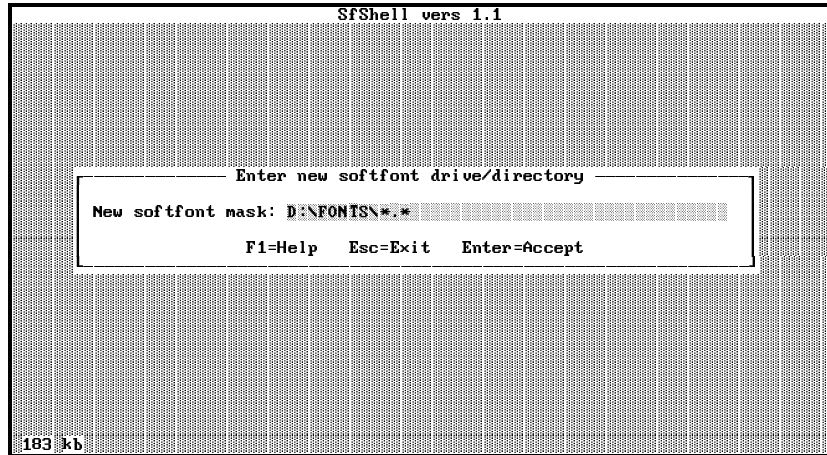 SfShell vers 1.1
Enter new softfont drive/directory
New softfont mask: D:\FONTS\*.*
F1=Help Esc=Exit Enter=Accept
183 kb